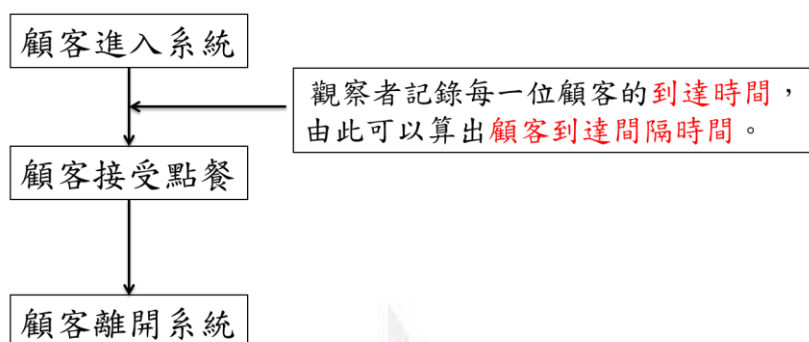 顧客進入系統
觀察者記錄每一位顧客的到達時間，
由此可以算出顧客到達間隔時間。
顧客接受點餐
顧客離開系統